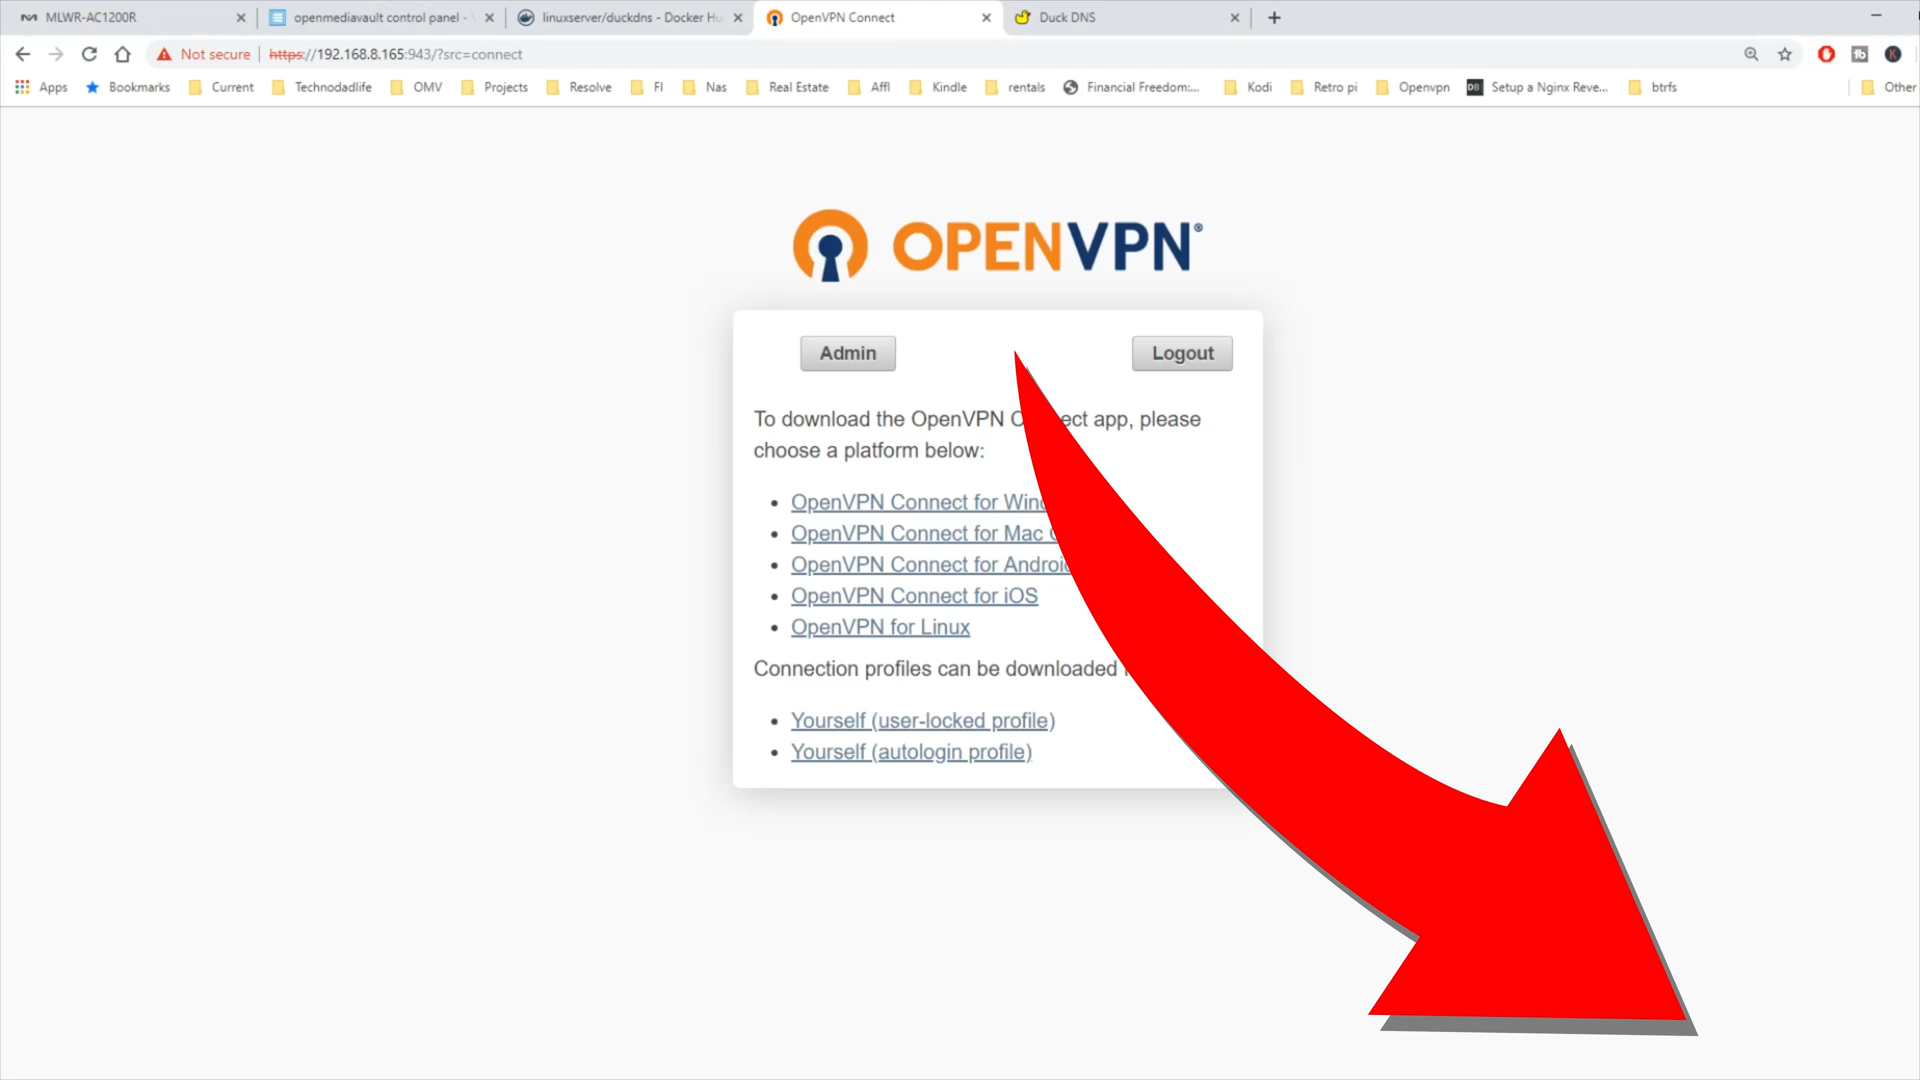 MLWR-AC1200R
openmediavault control panel -
linuxserver/duckdns - Docker Hu
OpenVPN Connect
Duck DNS
Not secure
https://192.168.8.165:943/?src=connect
Apps
Bookmarks
Current
Technodadlife
OMV
Projects
Resolve
FI
Nas
Real Estate
Affl
Kindle
rentals
Financial Freedom:...
Kodi
Retro pi
Openvpn
DB
Setup a Nginx Reve...
btrfs
Other
OPENVPN®
Admin
Logout
To download the OpenVPN ect app, please
choose a platform below:
OpenVPN Connect for Win
OpenVPN Connect for Mac
OpenVPN Connect for Androi
OpenVPN Connect for iOS
OpenVPN for Linux
Connection profiles can be downloaded
Yourself (user-locked profile)
Yourself (autologin profile)